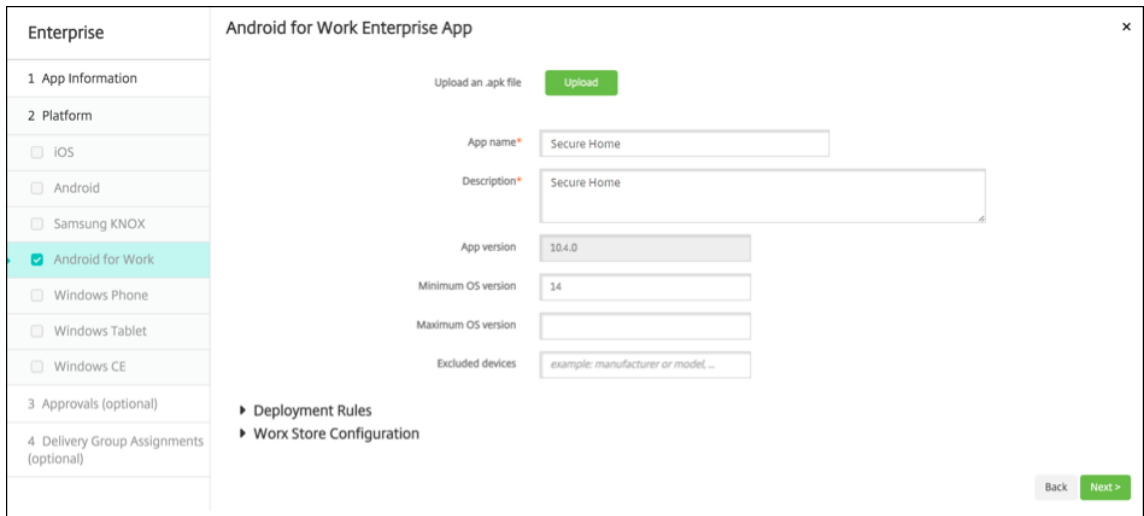 Enterprise
1 App Information
2 Platform
iOS
Android
Samsung KNOX
Android for Work
Windows Phone
Windows Tablet
Windows CE
3 Approvals (optional)
4 Delivery Group Assignments
(optional)
Android for Work Enterprise App
×
Upload an .apk file Upload
App name* Secure Home
Description* Secure Home
App version 10.4.0
Minimum OS version 14
Maximum OS version
Excluded devices example: manufacturer or model, ...
Deployment Rules
Worx Store Configuration
Back Next >